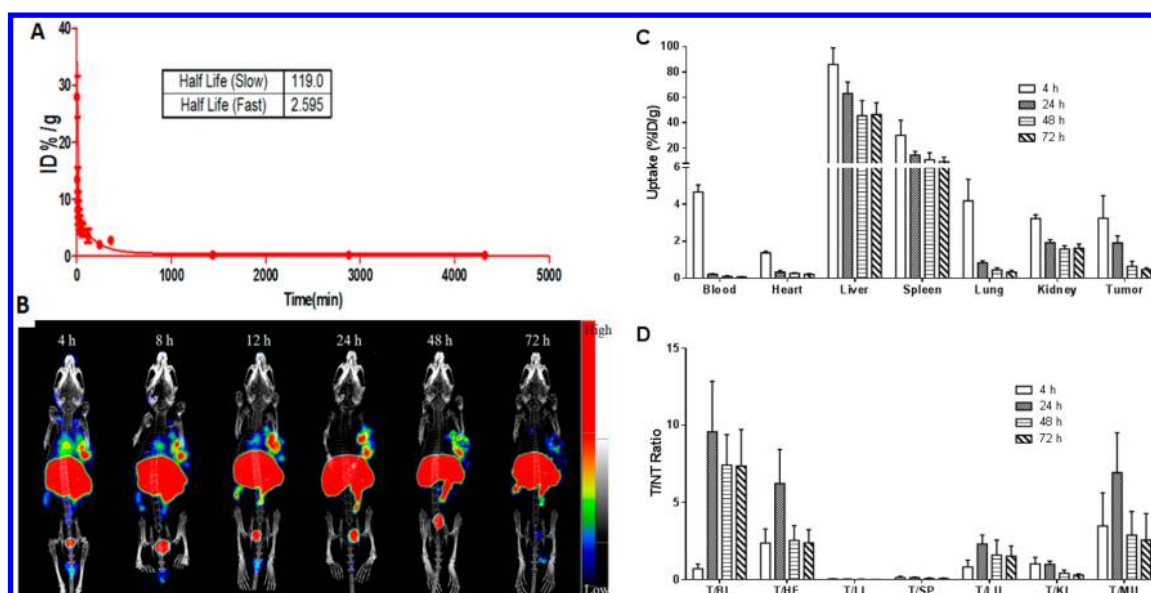 A
ID% /g
40
30
20
10
0
0 1000 2000 3000 4000 5000
Time(min)
Half Life (Slow) 119.0
Half Life (Fast) 2.595
B
4 h 8 h 12 h 24 h 48 h 72 h
High
Low
C
Uptake (%ID/g)
100
80
60
40
20
6
4
2
0
4 h
24 h
48 h
72 h
Blood Heart Liver Spleen Lung Kidney Tumor
D
T/NT Ratio
15
10
5
0
4 h
24 h
48 h
72 h